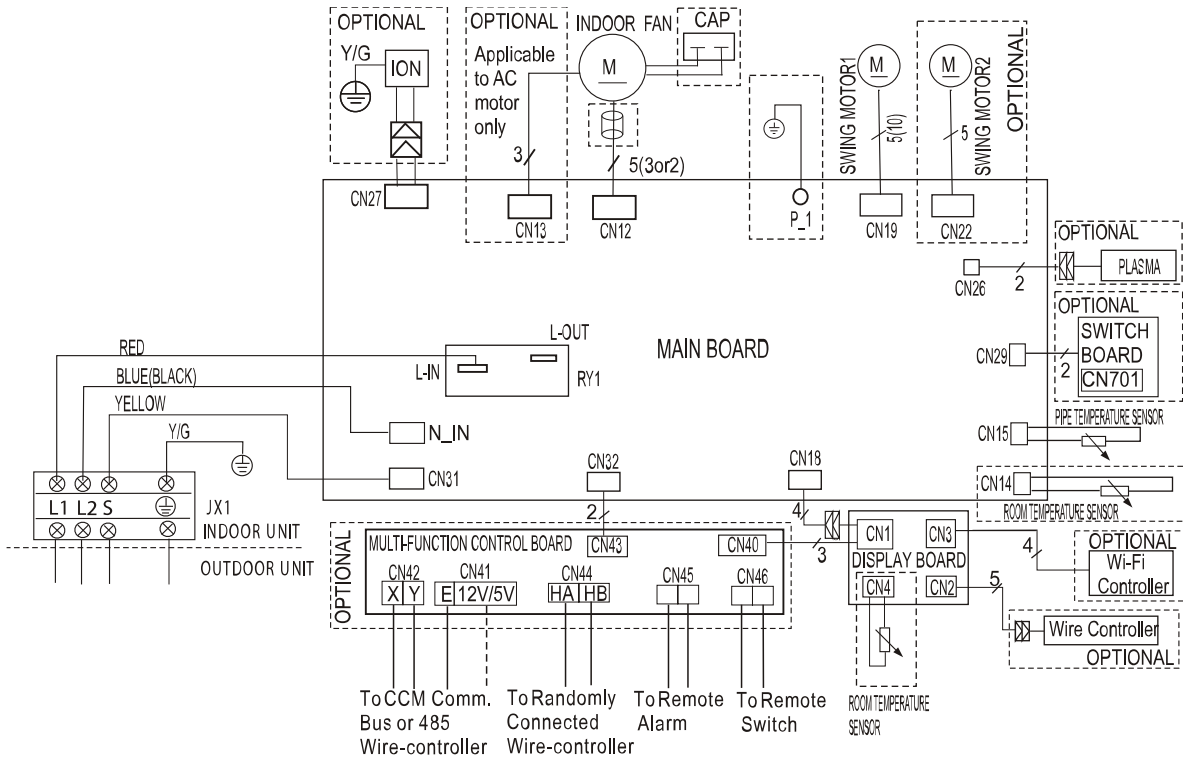 OPTIONAL
Y/G
ION
CN27
OPTIONAL
Applicable
to AC
motor
only
3
CN13
INDOOR FAN
M
CAP
5(3or2)
CN12
P_1
M
SWING MOTOR1
5(10)
CN19
M
SWING MOTOR2
5
OPTIONAL
CN22
CN26
2
OPTIONAL
PLASMA
CN29
2
OPTIONAL
SWITCH
BOARD
CN701
PIPE TEMPERATURE SENSOR
CN15
CN14
ROOM TEMPERATURE SENSOR
MAIN BOARD
L-OUT
L-IN
RY1
RED
BLUE(BLACK)
YELLOW
Y/G
N_IN
CN31
L1 L2 S
JX1
INDOOR UNIT
OUTDOOR UNIT
CN32
2
CN18
4
OPTIONAL
MULTI-FUNCTION CONTROL BOARD
CN43
CN40
3
CN42
X Y
CN41
E 12V/5V
CN44
HA HB
CN45
CN46
To CCM Comm.
Bus or 485
Wire-controller
To Randomly
Connected
Wire-controller
To Remote
Alarm
To Remote
Switch
CN1
CN3
DISPLAY BOARD
CN4
CN2
ROOM TEMPERATURE
SENSOR
4
OPTIONAL
Wi-Fi
Controller
5
Wire Controller
OPTIONAL